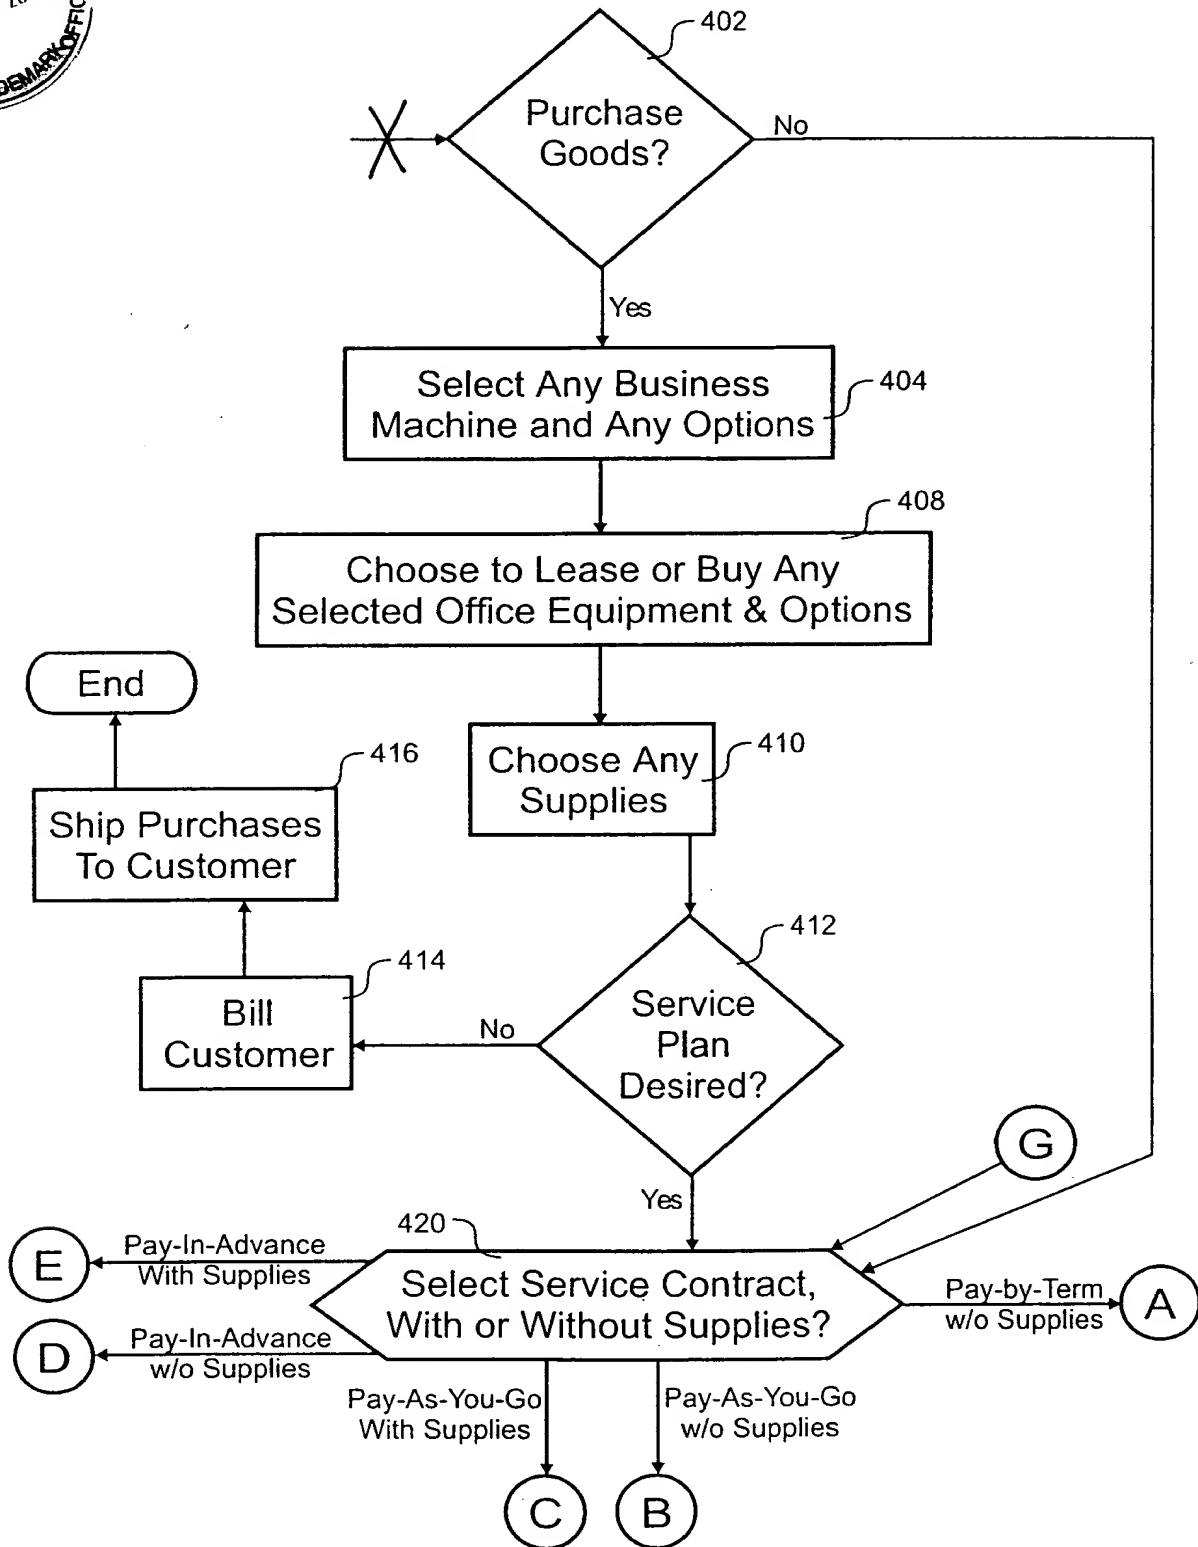 DEMARK OFFIC
402
Purchase
Goods?
No
Yes
Select Any Business
Machine and Any Options
404
408
Choose to Lease or Buy Any
Selected Office Equipment & Options
End
416
Choose Any
Supplies
410
Ship Purchases
To Customer
412
414
Service
Plan
Desired?
Bill
Customer
No
G
Yes
420
E
Pay-In-Advance
With Supplies
Select Service Contract,
With or Without Supplies?
Pay-by-Term
w/o Supplies
A
D
Pay-In-Advance
w/o Supplies
Pay-As-You-Go
With Supplies
Pay-As-You-Go
w/o Supplies
C
B